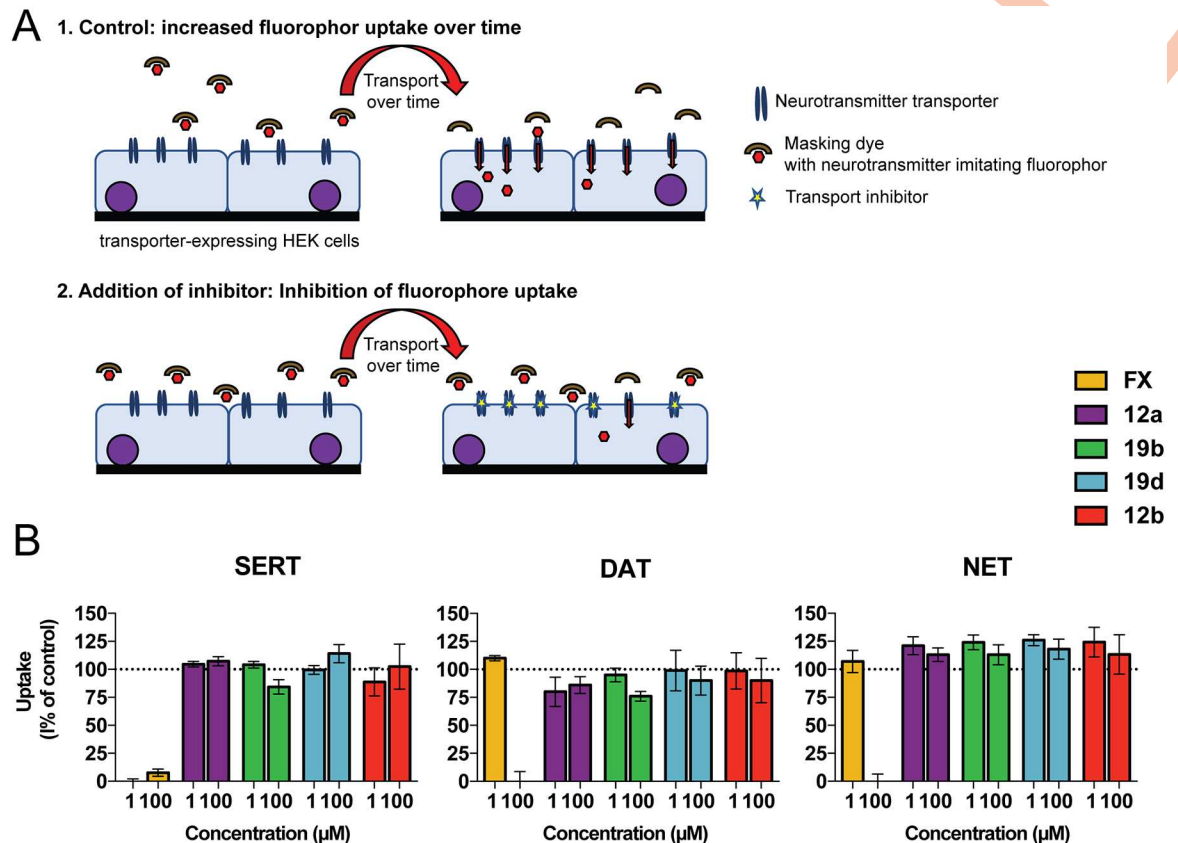 A
1. Control: increased fluorphor uptake over time
Transport
over time
Neurotransmitter transporter
Masking dye
with neurotransmitter imitating fluorophor
Transport inhibitor
transporter-expressing HEK cells
2. Addition of inhibitor: Inhibition of fluorophore uptake
Transport
over time
FX
12a
19b
19d
12b
B
SERT
DAT
NET
Uptake
(I% of control)
150
125
100
75
50
25
0
1 100 1 100 1 100 1 100 1 100
Concentration (µM)
150
125
100
75
50
25
0
1 100 1 100 1 100 1 100 1 100
Concentration (µM)
150
125
100
75
50
25
0
1 100 1 100 1 100 1 100 1 100
Concentration (µM)